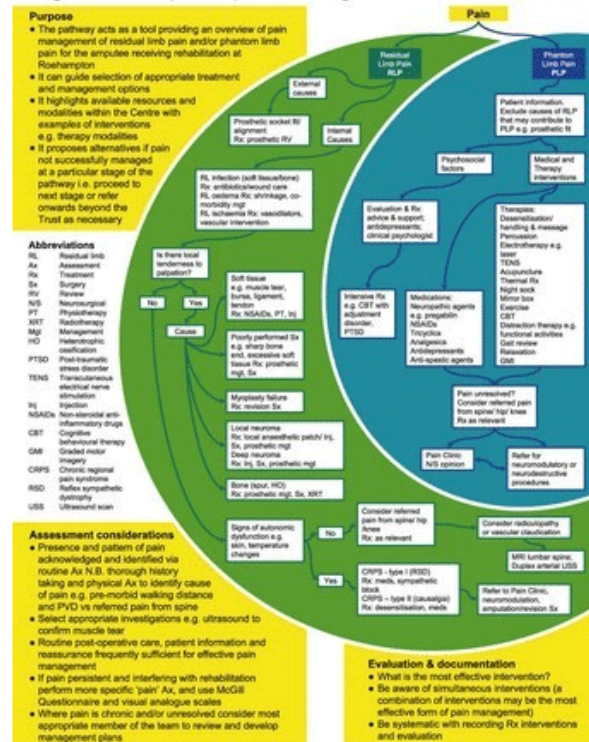 Purpose
• The pathway acts as a tool providing an overview of pain
management of residual limb pain and/or phantom limb
pain for the amputee receiving rehabilitation at
Roehampton
• It can guide selection of appropriate treatment
and management options
• It highlights available resources and
modalities within the Centre with
examples of interventions
e.g. therapy modalities
• It proposes alternatives if pain
not successfully managed
at a particular stage of the
pathway i.e. proceed to
next stage or refer
onwards beyond the
Trust as necessary
Abbreviations
RL Residual limb
Ax Assessment
Rx Treatment
Sx Surgery
RV Review
N/S Neurosurgical
PT Physiotherapy
XRT Radiotherapy
Mgt Management
HO Heterotrophic
ossification
PTSD Post-traumatic
stress disorder
TENS Transcutaneous
electrical nerve
stimulation
Inj Injection
NSAIDs Non-steroidal anti-
inflammatory drugs
CBT Cognitive
behavioural therapy
GMI Graded motor
imagery
CRPS Chronic regional
pain syndrome
RSD Reflex sympathetic
dystrophy
USS Ultrasound scan
Assessment considerations
• Presence and pattern of pain
acknowledged and identified via
routine Ax N.B. thorough history
taking and physical Ax to identify cause
of pain e.g. pre-morbid walking distance
and PVD vs referred pain from spine
• Select appropriate investigations e.g. ultrasound to
confirm muscle tear
• Routine post-operative care, patient information and
reassurance frequently sufficient for effective pain
management
• If pain persistent and interfering with rehabilitation
perform more specific 'pain' Ax, and use McGill
Questionnaire and visual analogue scales
• Where pain is chronic and/or unresolved consider most
appropriate member of the team to review and develop
management plans
Pain
Residual
Limb Pain
RLP
External
causes
Prosthetic socket fit/
alignment
Rx: prosthetic RV
Internal
Causes
RL infection (soft tissue/bone)
Rx: antibiotics/wound care
RL oedema Rx: shrinkage, co-
morbidity mgt
RL ischaemia Rx: vasodilators,
vascular intervention
Is there local
tenderness to
palpation?
No
Yes
Cause
Soft tissue
e.g. muscle tear,
bursa, ligament,
tendon
Rx: NSAIDs, PT, Inj
Poorly performed Sx
e.g. sharp bone
end, excessive soft
tissue Rx: prosthetic
mgt, Sx
Myoplasty failure
Rx: revision Sx
Local neuroma
Rx: local anaesthetic patch/ Inj,
Sx, prosthetic mgt
Deep neuroma
Rx: Inj, Sx, prosthetic mgt
Bone (spur, HO)
Rx: prosthetic mgt, Sx, XRT
Signs of autonomic
dysfunction e.g.
skin, temperature
changes
No
Yes
Consider referred
pain from spine/ hip
/knee
Rx: as relevant
Consider radiculopathy
or vascular claudication
MRI lumbar spine;
Duplex arterial USS
CRPS - type I (RSD)
Rx: meds, sympathetic
block
CRPS – type II (causalgia)
Rx: desensitisation, meds
Refer to Pain Clinic,
neuromodulation,
amputation/revision Sx
Phantom
Limb Pain
PLP
Patient information.
Exclude causes of RLP
that may contribute to
PLP e.g. prosthetic fit
Psychosocial
factors
Medical and
Therapy
interventions
Evaluation & Rx:
advice & support;
antidepressants;
clinical psychologist
Intensive Rx
e.g. CBT with
adjustment
disorder,
PTSD
Medications:
Neuropathic agents
e.g. pregablin
NSAIDs
Tricyclics
Analgesics
Antidepressants
Anti-spastic agents
Therapies:
Desensitisation/
handling & massage
Percussion
Electrotherapy e.g.
laser
TENS
Acupuncture
Thermal Rx
Night sock
Mirror box
Exercise
CBT
Distraction therapy e.g.
functional activities
Gait review
Relaxation
GMI
Pain unresolved?
Consider referred pain
from spine/ hip/ knee
Rx as relevant
Pain Clinic
N/S opinion
Refer for
neuromodulatory or
neurodestructive
procedures
Evaluation & documentation
• What is the most effective intervention?
• Be aware of simultaneous interventions (a
combination of interventions may be the most
effective form of pain management)
• Be systematic with recording Rx interventions
and evaluation